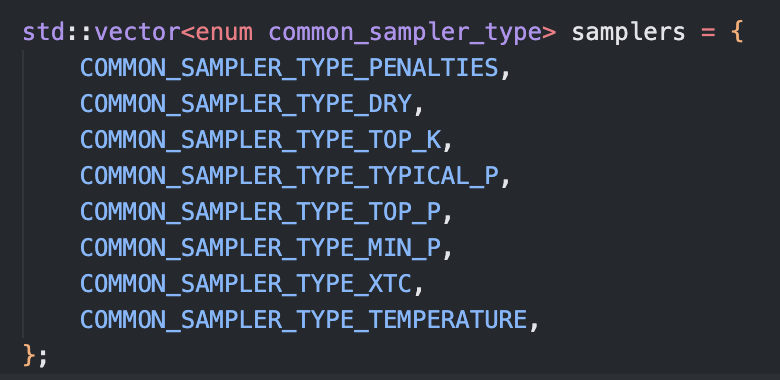 std::vector<enum common_sampler_type> samplers = {
    COMMON_SAMPLER_TYPE_PENALTIES,
    COMMON_SAMPLER_TYPE_DRY,
    COMMON_SAMPLER_TYPE_TOP_K,
    COMMON_SAMPLER_TYPE_TYPICAL_P,
    COMMON_SAMPLER_TYPE_TOP_P,
    COMMON_SAMPLER_TYPE_MIN_P,
    COMMON_SAMPLER_TYPE_XTC,
    COMMON_SAMPLER_TYPE_TEMPERATURE,
};